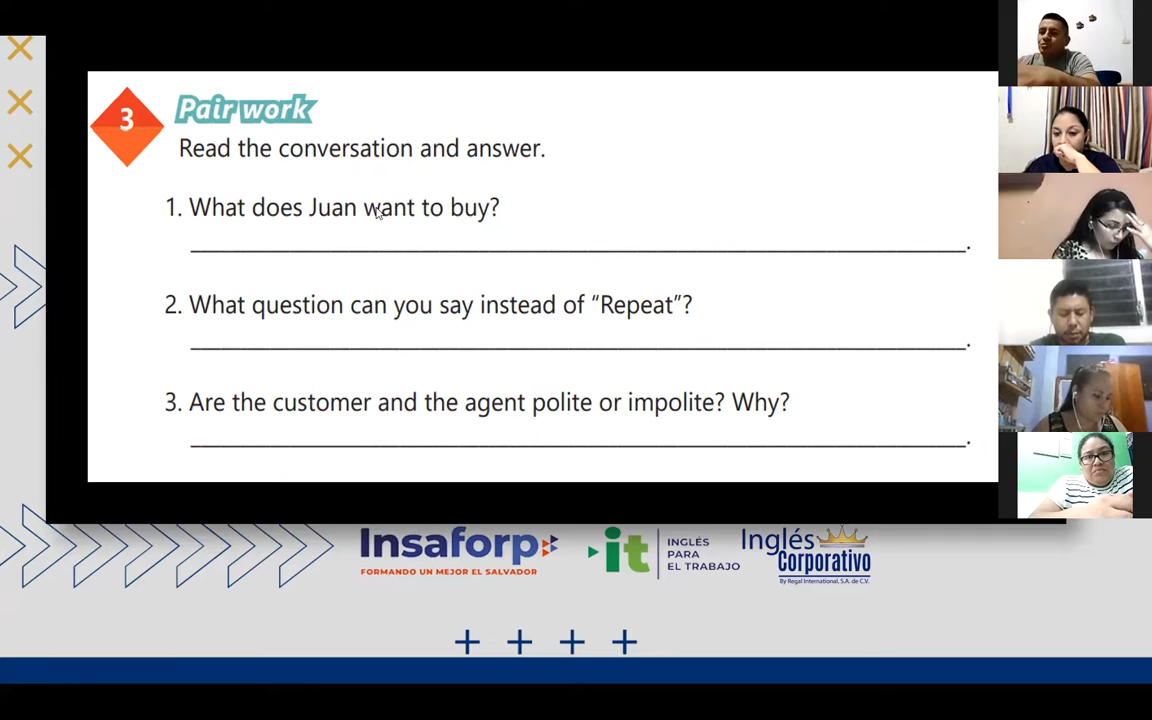 3
Pair work
Read the conversation and answer.
1. What does Juan want to buy?
2. What question can you say instead of “Repeat”?
3. Are the customer and the agent polite or impolite? Why?
Insaforp
FORMANDO UN MEJOR EL SALVADOR
it
INGLÉS
PARA
EL TRABAJO
Inglés
Corporativo
By Regal International, S.A. de C.V.